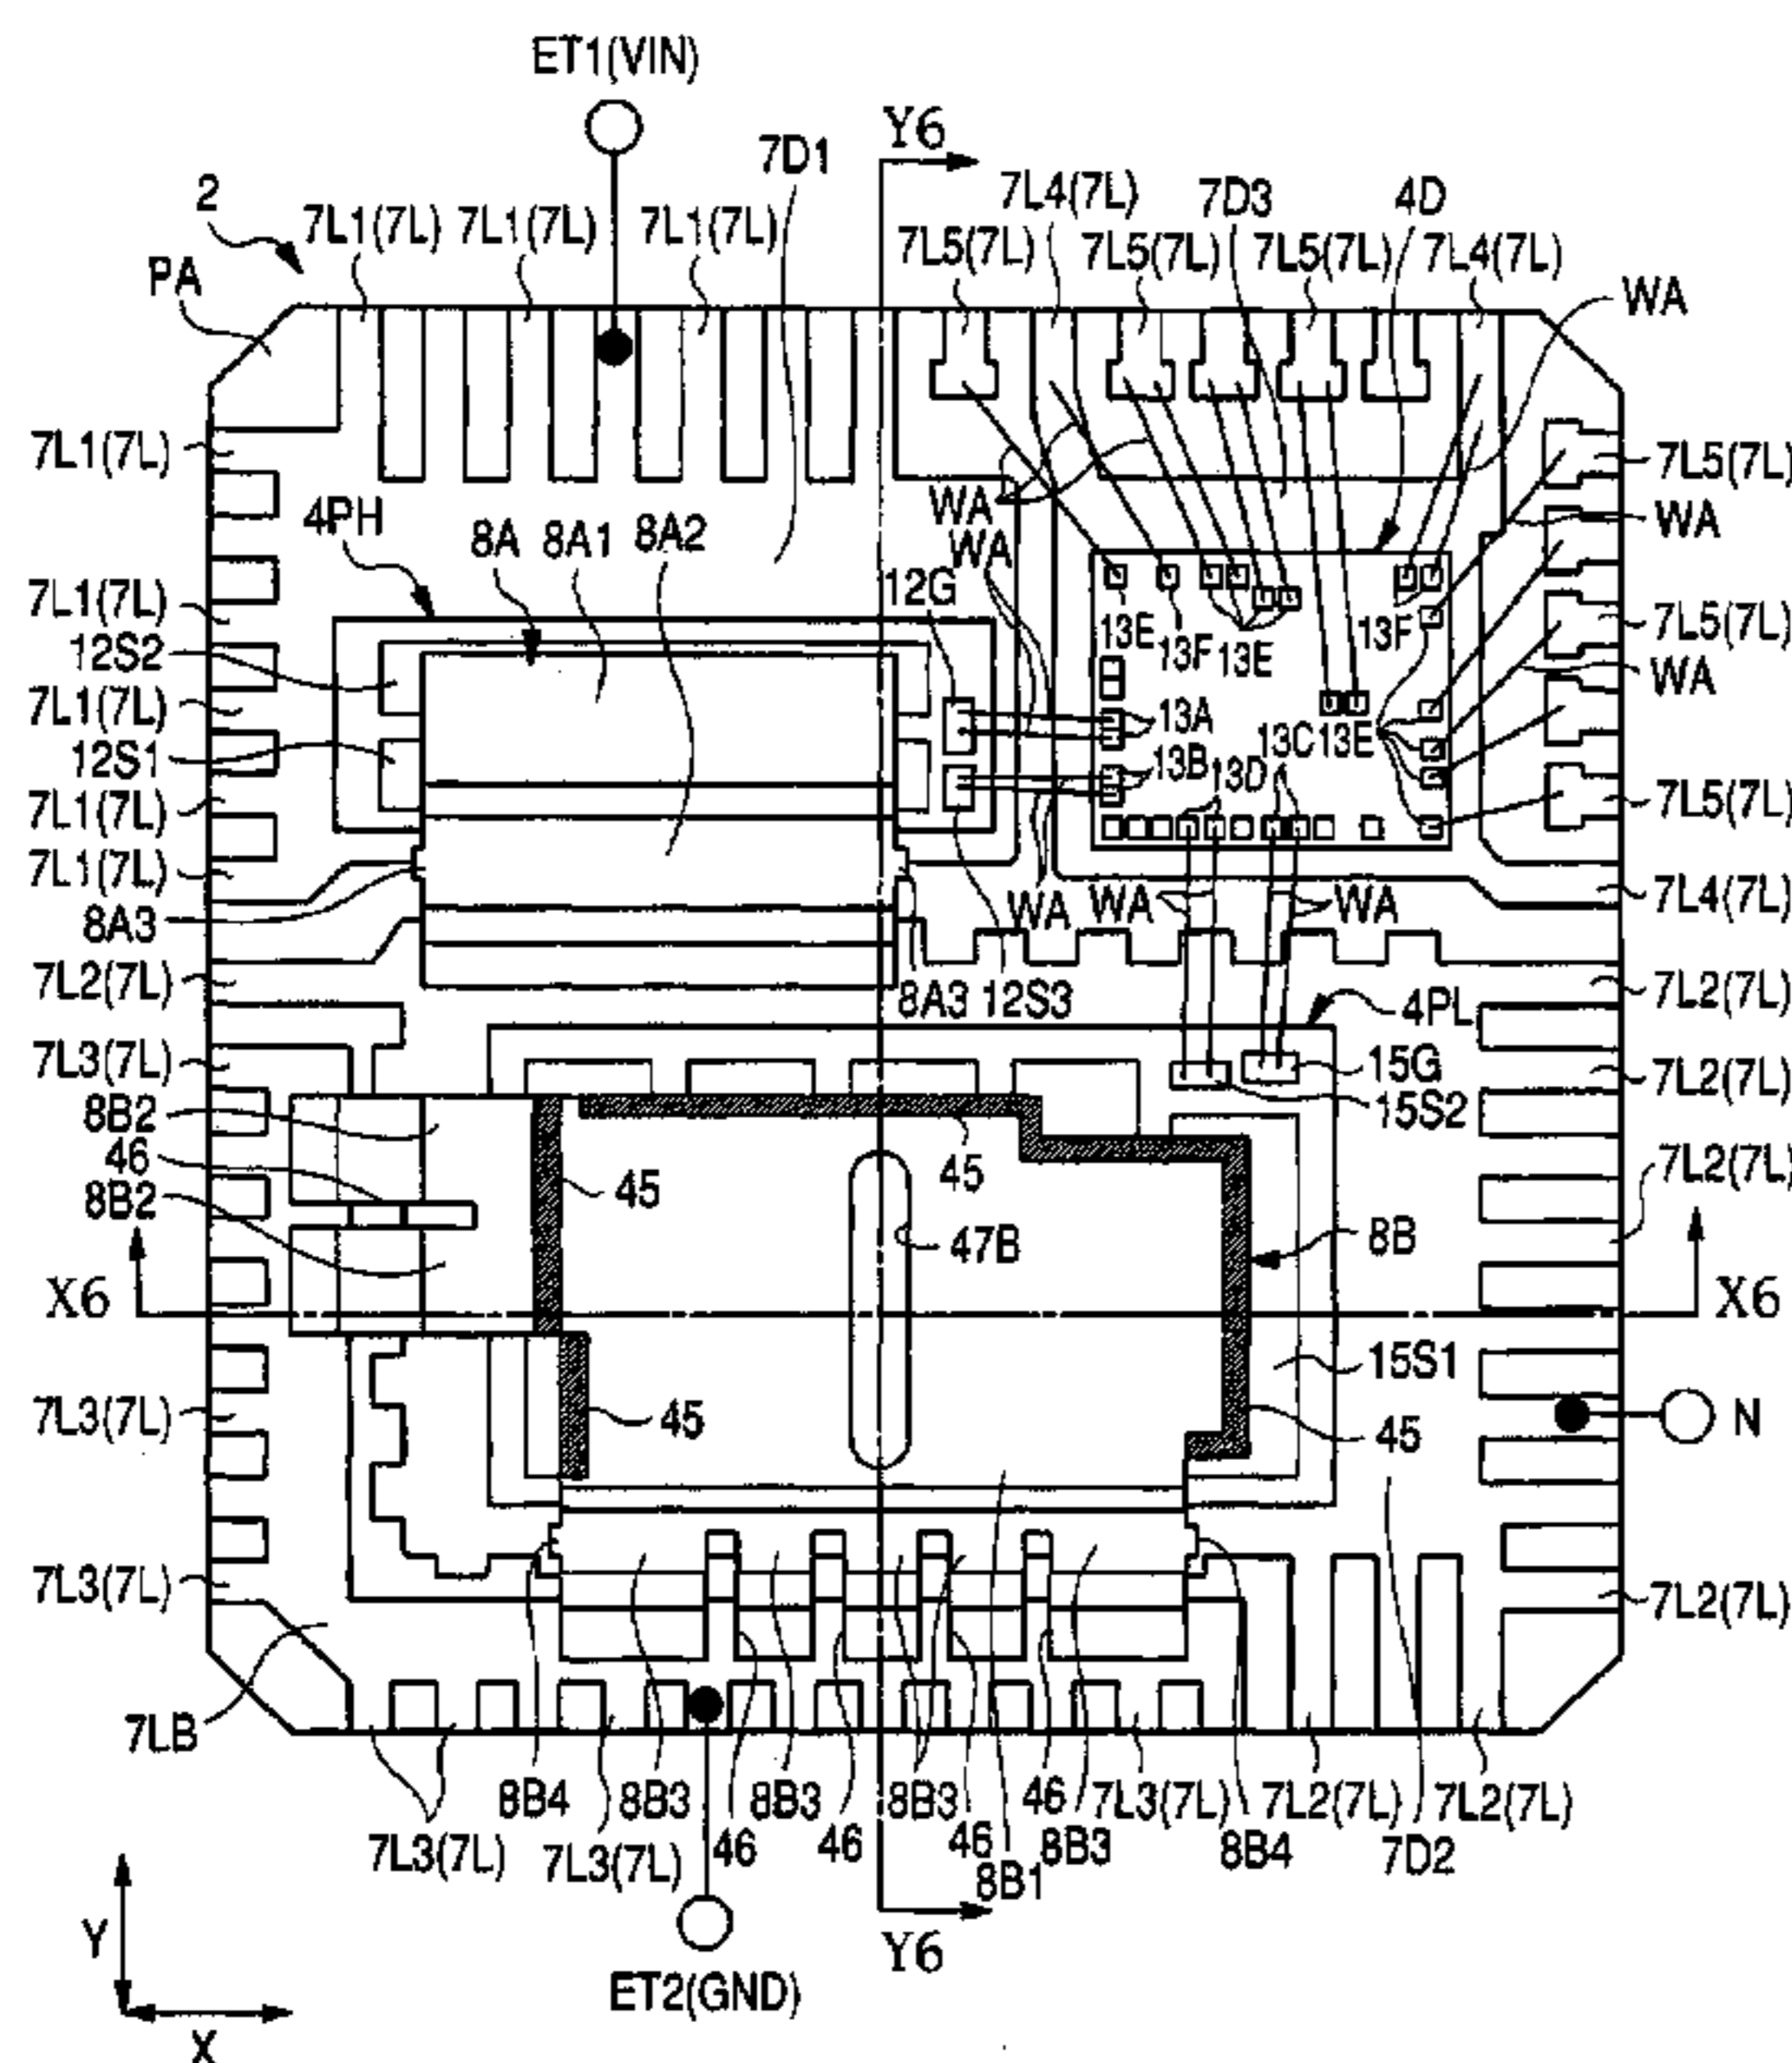 ET1(VIN)
Y6
7D1
2
7L1(7L) 7L1(7L) 7L1(7L)
7L4(7L) 7D3 4D
7L5(7L) 7L5(7L) 7L5(7L) 7L4(7L)
PA
WA
7L1(7L)
7L5(7L)
4PH
8A 8A1 8A2
WA
WA
WA
12G
7L1(7L)
12S2
13E 13F 13E
13F
7L5(7L)
WA
7L1(7L)
12S1
13A
13B 13D
13C 13E
7L1(7L)
7L5(7L)
7L1(7L)
8A3
WA WA WA
7L4(7L)
7L2(7L)
8A3 12S3
4PL
7L2(7L)
7L3(7L)
15G
7L2(7L)
8B2
15S2
46
8B2
45
45
7L2(7L)
47B
8B
X6
X6
15S1
7L3(7L)
45
45
N
7L3(7L)
7L2(7L)
7LB
8B4 8B3 8B3 8B3 46 7L3(7L) 7L2(7L) 7L2(7L)
7L3(7L) 7L3(7L) 46 46 46 8B3 8B4 7D2
8B1
Y
Y6
ET2(GND)
X